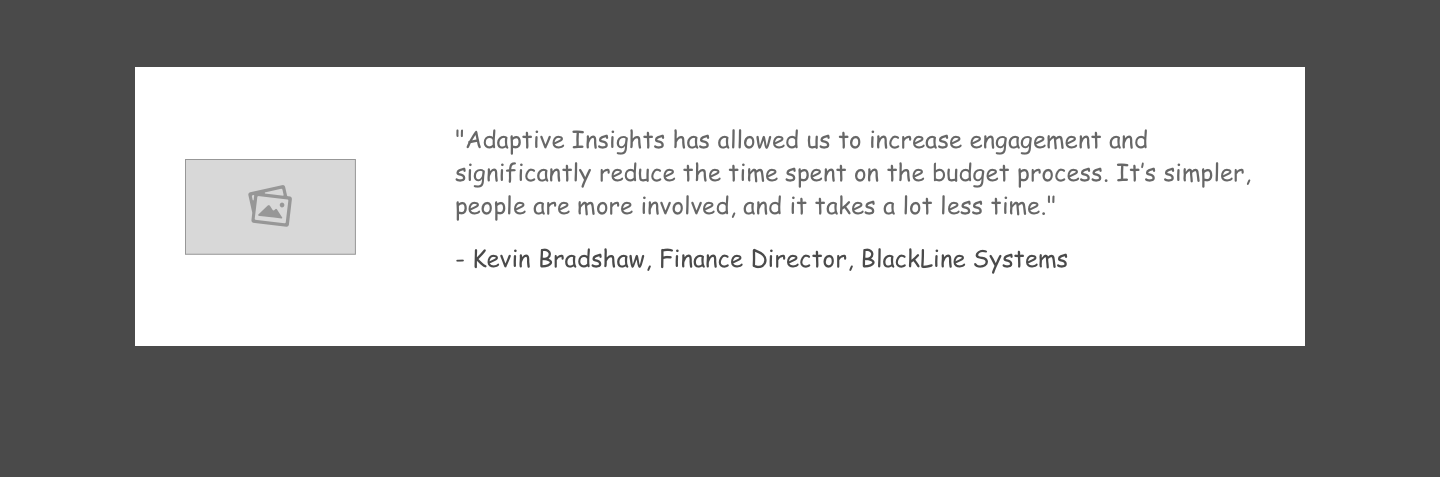 "Adaptive Insights has allowed us to increase engagement and
significantly reduce the time spent on the budget process. It’s simpler,
people are more involved, and it takes a lot less time."
- Kevin Bradshaw, Finance Director, BlackLine Systems